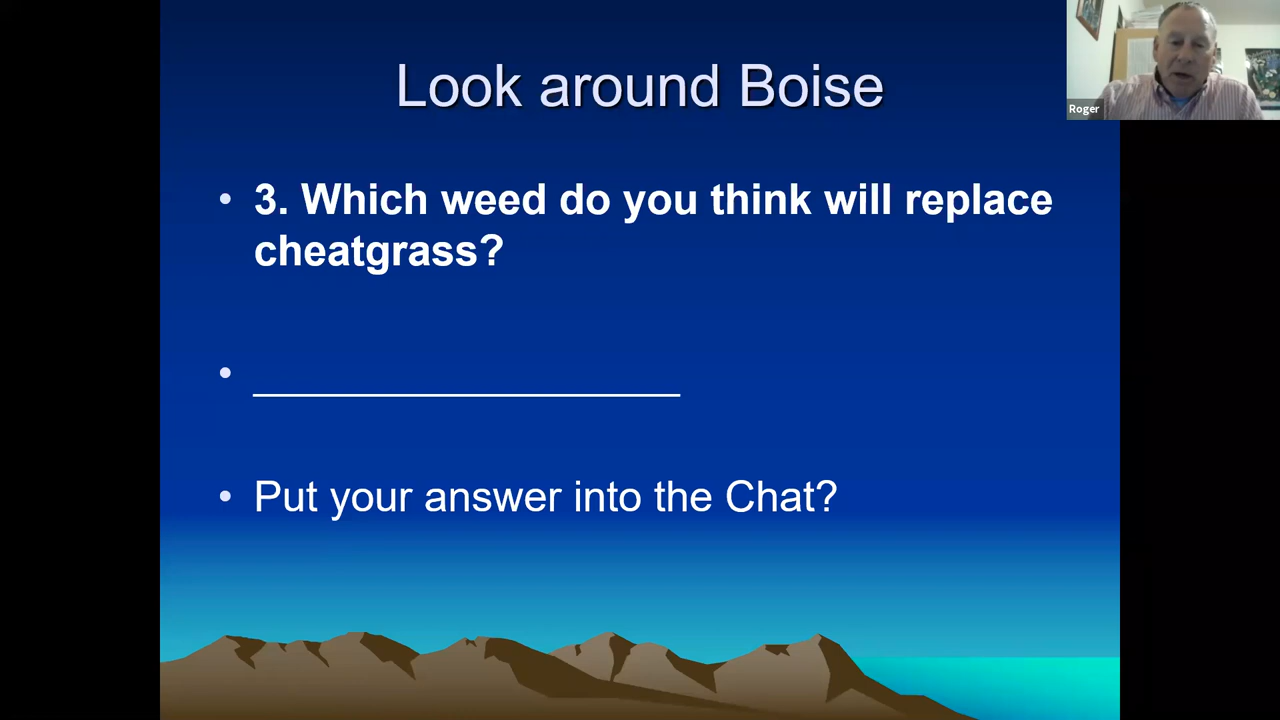 Look around Boise
Roger
• 3. Which weed do you think will replace
cheatgrass?
• ____________________
• Put your answer into the Chat?